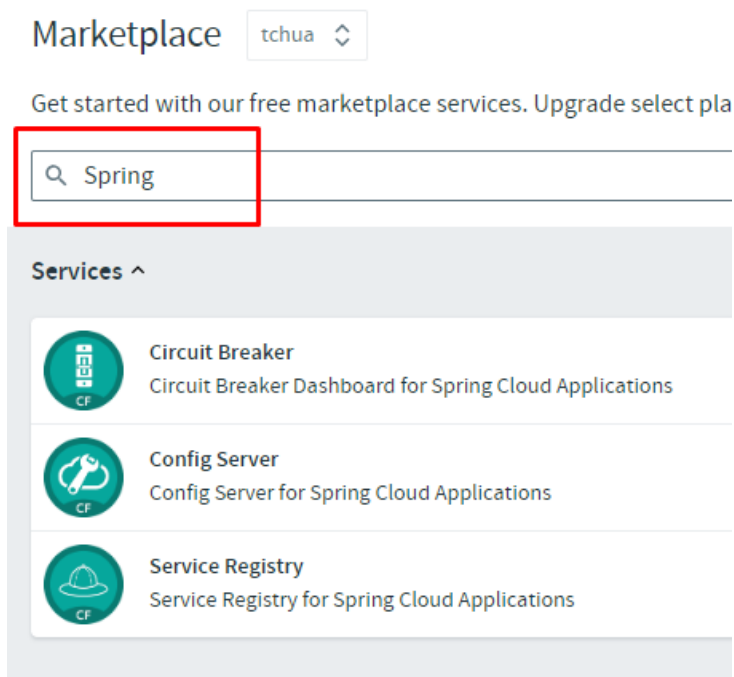 Marketplace tchua
Get started with our free marketplace services. Upgrade select pla
Spring
Services
Circuit Breaker
Circuit Breaker Dashboard for Spring Cloud Applications
CF
Config Server
Config Server for Spring Cloud Applications
CF
Service Registry
Service Registry for Spring Cloud Applications
CF